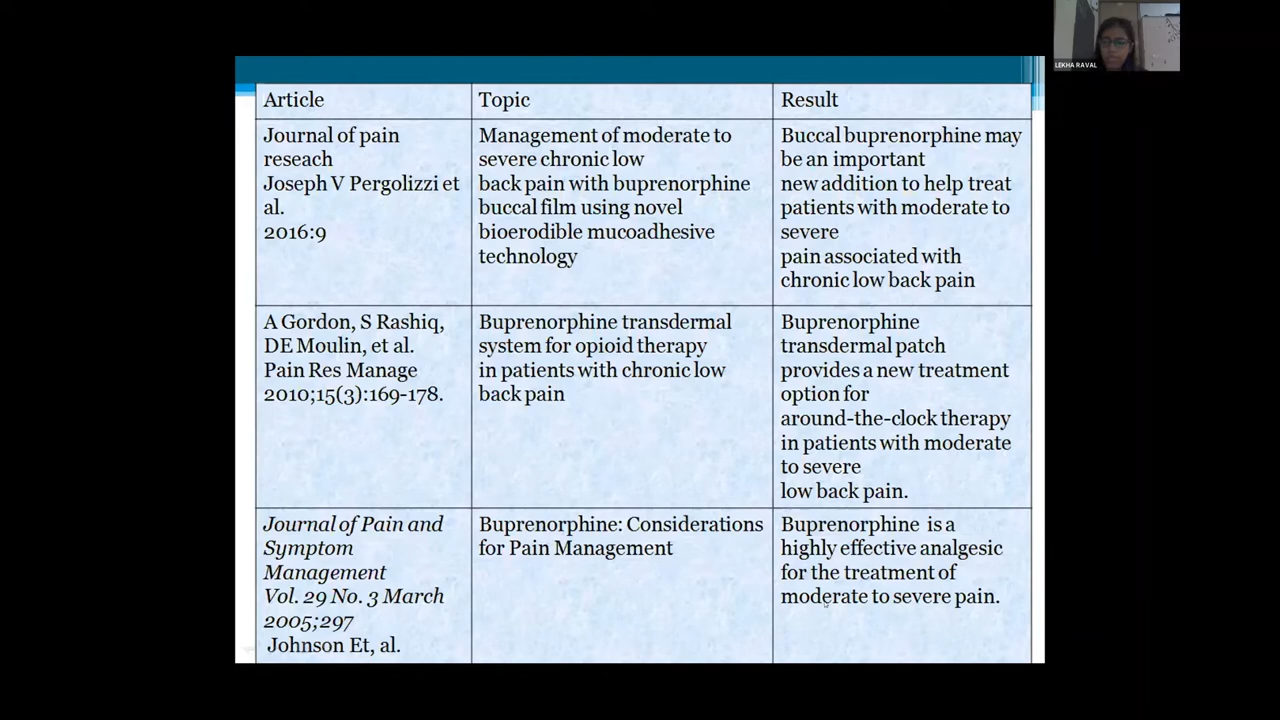 LEKHA RAVAL
Article
Topic
Result
Journal of pain
reseach
Joseph V Pergolizzi et
al.
2016:9
Management of moderate to
severe chronic low
back pain with buprenorphine
buccal film using novel
bioerodible mucoadhesive
technology
Buccal buprenorphine may
be an important
new addition to help treat
patients with moderate to
severe
pain associated with
chronic low back pain
A Gordon, S Rashiq,
DE Moulin, et al.
Pain Res Manage
2010;15(3):169-178.
Buprenorphine transdermal
system for opioid therapy
in patients with chronic low
back pain
Buprenorphine
transdermal patch
provides a new treatment
option for
around-the-clock therapy
in patients with moderate
to severe
low back pain.
Journal of Pain and
Symptom
Management
Vol. 29 No. 3 March
2005;297
Johnson Et, al.
Buprenorphine: Considerations
for Pain Management
Buprenorphine is a
highly effective analgesic
for the treatment of
moderate to severe pain.